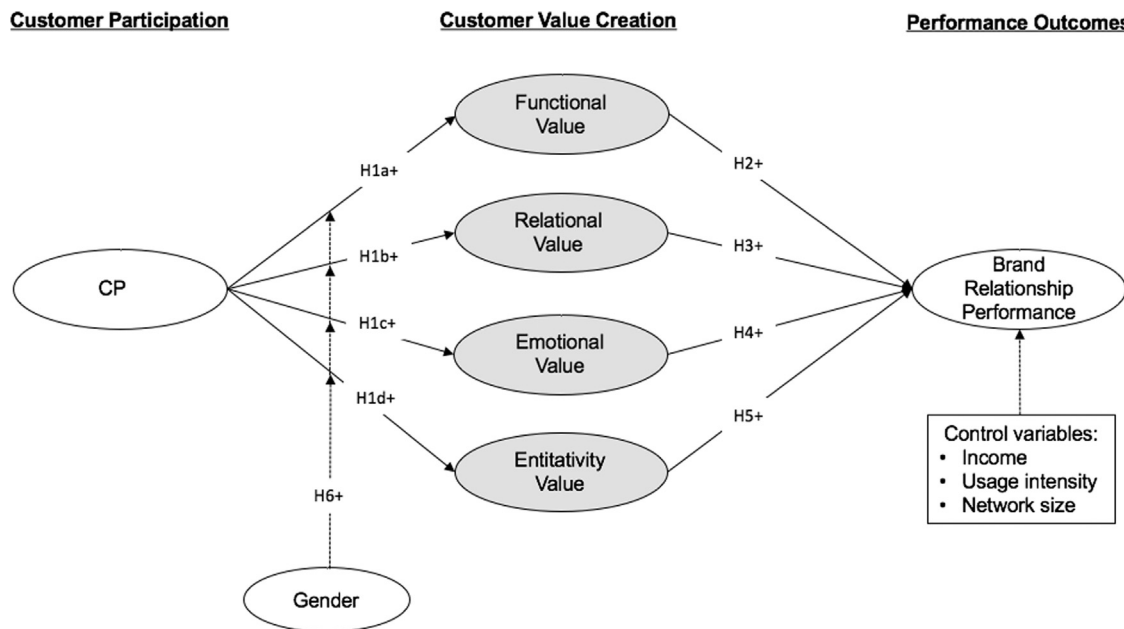 Customer Participation
Customer Value Creation
Performance Outcomes
Functional
Value
H1a+
H2+
Relational
Value
H1b+
H3+
CP
Brand
Relationship
Performance
H1c+
Emotional
Value
H4+
H1d+
H5+
Entitativity
Value
Control variables:
• Income
• Usage intensity
• Network size
H6+
Gender